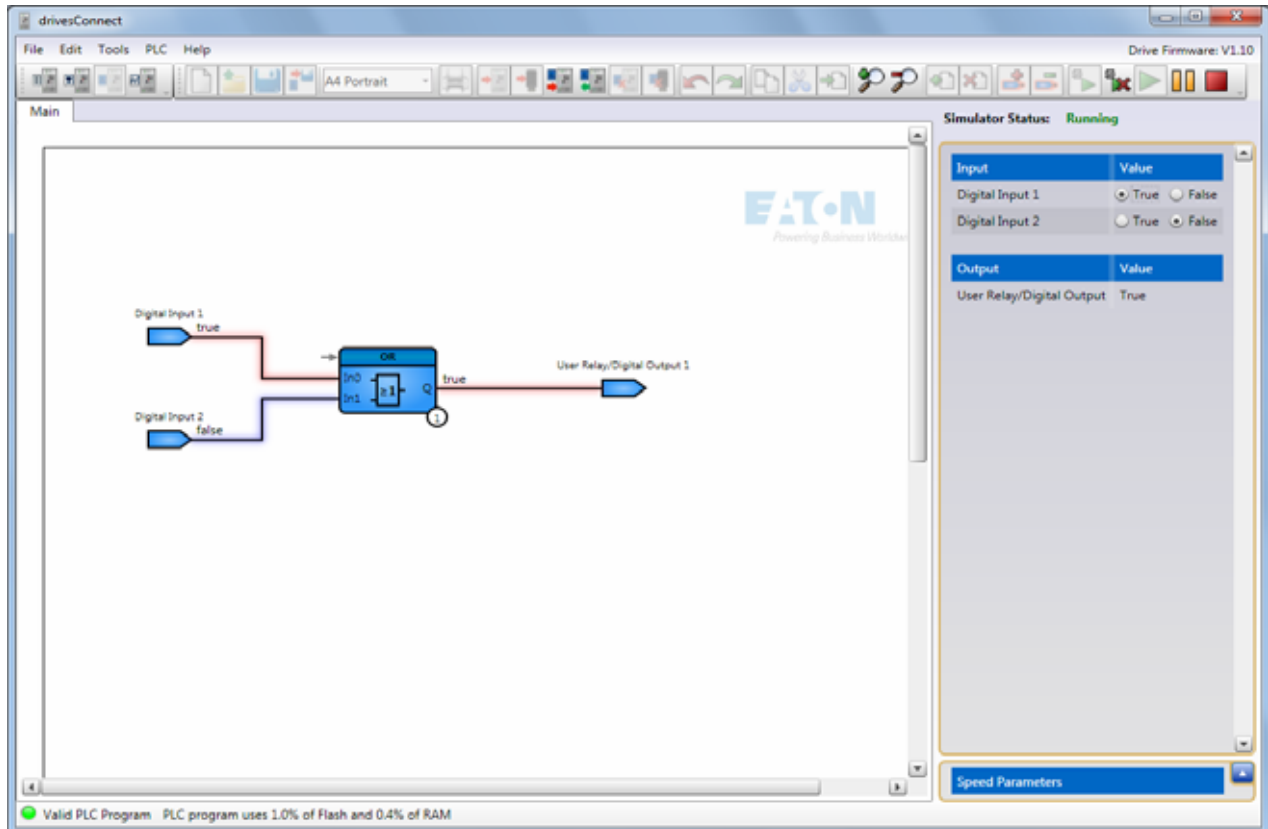 drivesConnect
File Edit Tools PLC Help
Drive Firmware: V1.10
A4 Portrait
Main
Simulator Status: Running
Input Value
Digital Input 1 True False
Digital Input 2 True False
Output Value
User Relay/Digital Output True
EATON
Powering Business
Digital Input 1
true
OR
In0
≥1
Q
In1
1
true
User Relay/Digital Output 1
Digital Input 2
false
Speed Parameters
Valid PLC Program PLC program uses 1.0% of Flash and 0.4% of RAM